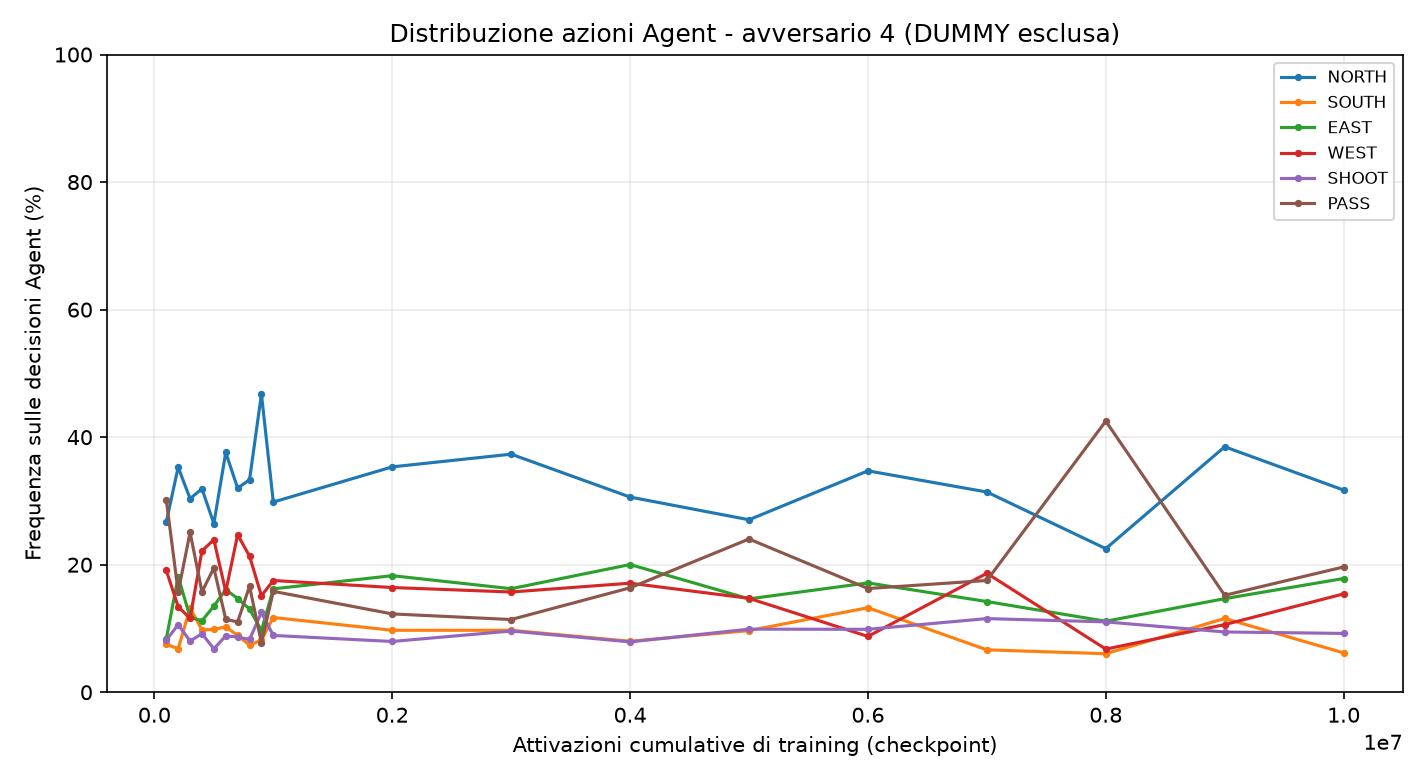 Distribuzione azioni Agent - avversario 4 (DUMMY esclusa)
Frequenza sulle decisioni Agent (%)
100
80
60
40
20
0
NORTH
SOUTH
EAST
WEST
SHOOT
PASS
0.0 0.2 0.4 0.6 0.8 1.0
1e7
Attivazioni cumulative di training (checkpoint)